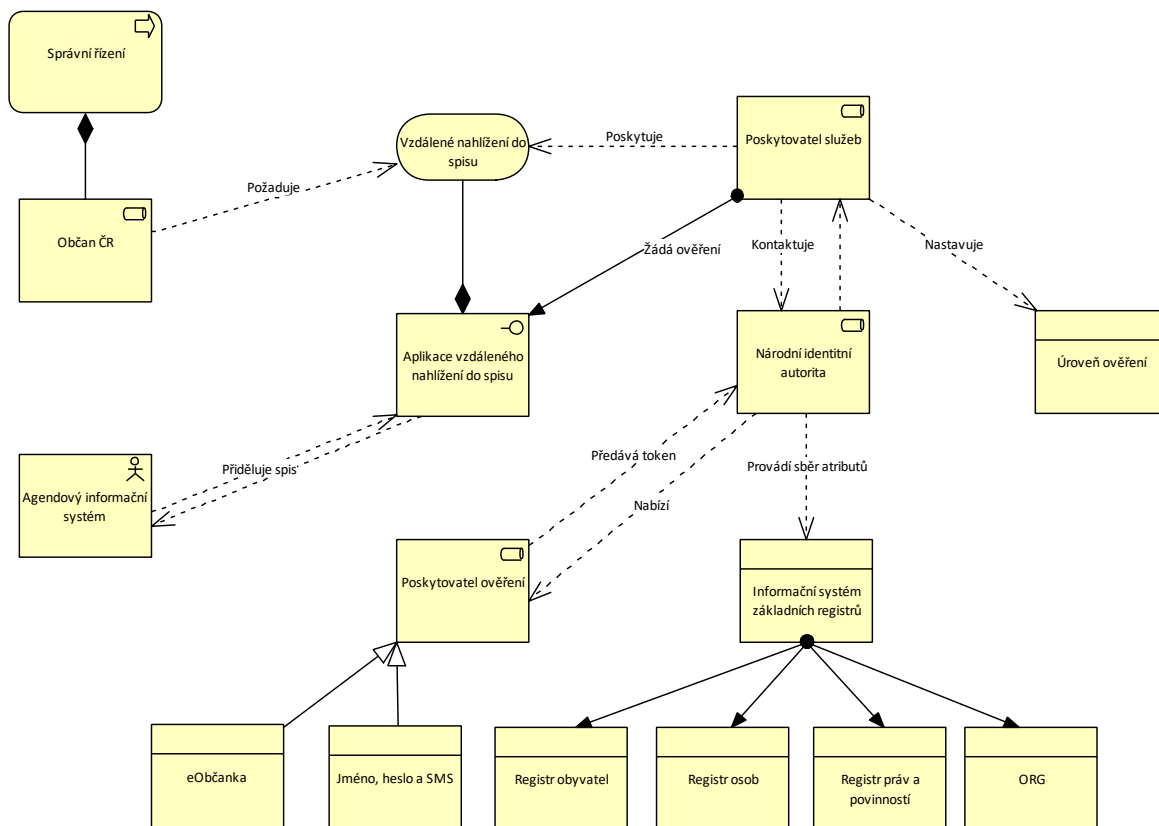 Správní řízení
Vzdálené nahlížení do
spisu
Poskytuje
Poskytovatel služeb
Požaduje
Občan ČR
Žádá ověření
Kontaktuje
Nastavuje
Aplikace vzdáleného
nahlížení do spisu
Národní identitní
autorita
Úroveň ověření
Přiděluje spis
Předává token
Provádí sběr atributů
Agendový informační
systém
Nabízí
Poskytovatel ověření
Informační systém
základních registrů
eObčanka
Jméno, heslo a SMS
Registr obyvatel
Registr osob
Registr práv a
povinností
ORG